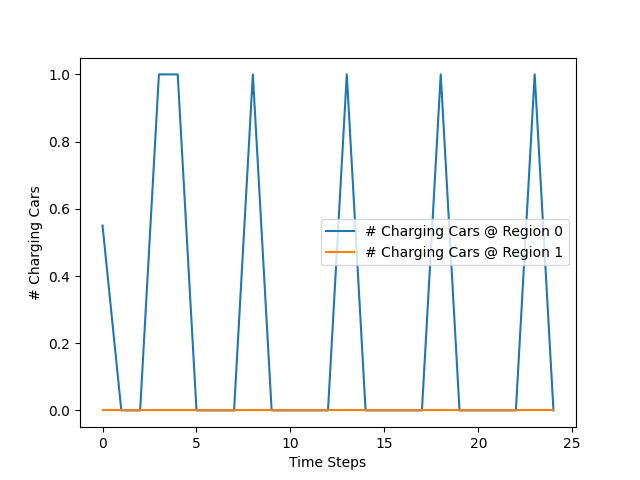 1.0
0.8
0.6
0.4
0.2
0.0
# Charging Cars
# Charging Cars @ Region 0
# Charging Cars @ Region 1
0 5 10 15 20 25
Time Steps